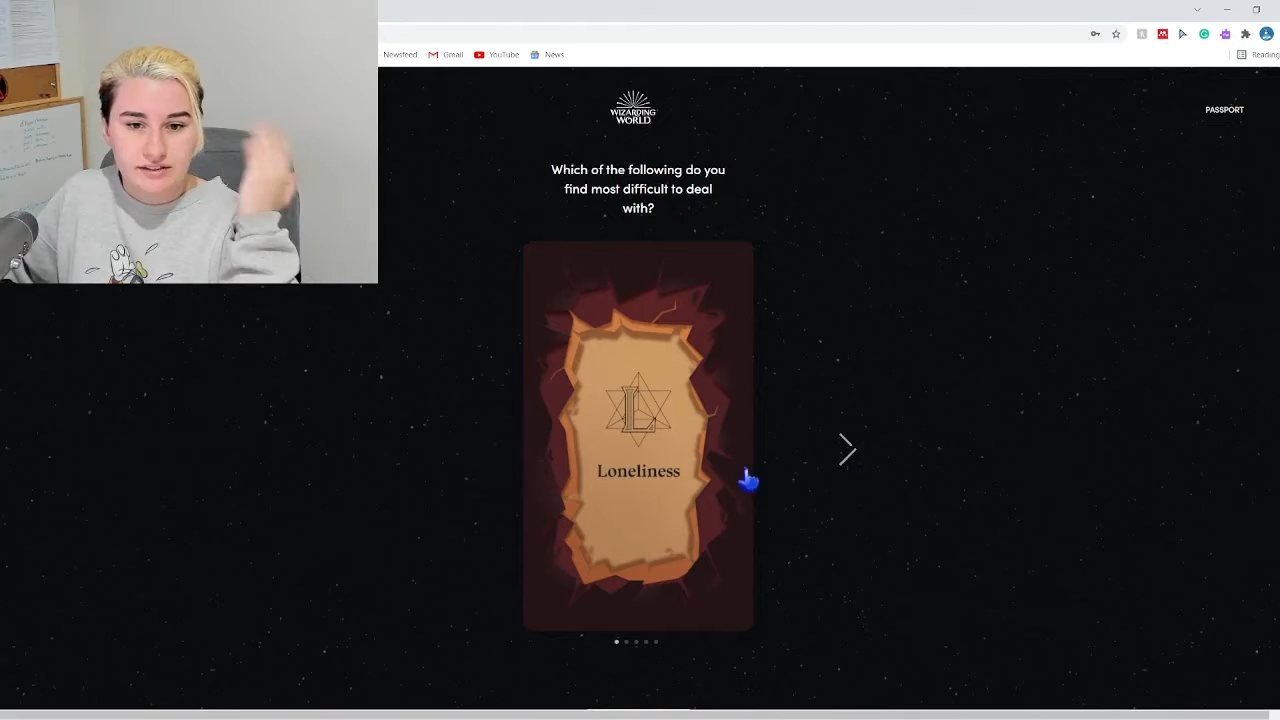 Newsfeed
Gmail
YouTube
News
Reading
WIZARDING
WORLD
PASSPORT
Which of the following do you
find most difficult to deal
with?
L
Loneliness